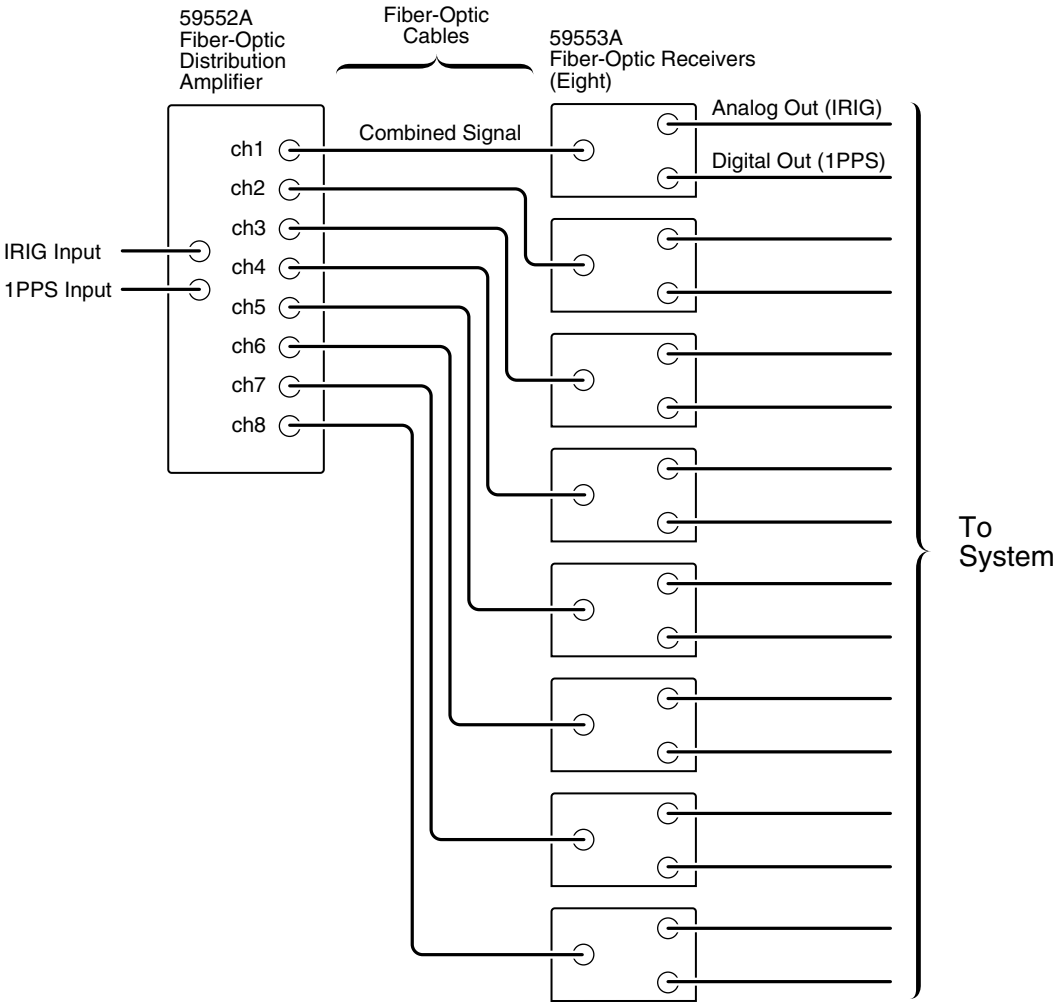 59552A
Fiber-Optic
Distribution
Amplifier
Fiber-Optic
Cables
59553A
Fiber-Optic Receivers
(Eight)
Combined Signal
Analog Out (IRIG)
Digital Out (1PPS)
IRIG Input
1PPS Input
ch1
ch2
ch3
ch4
ch5
ch6
ch7
ch8
To
System